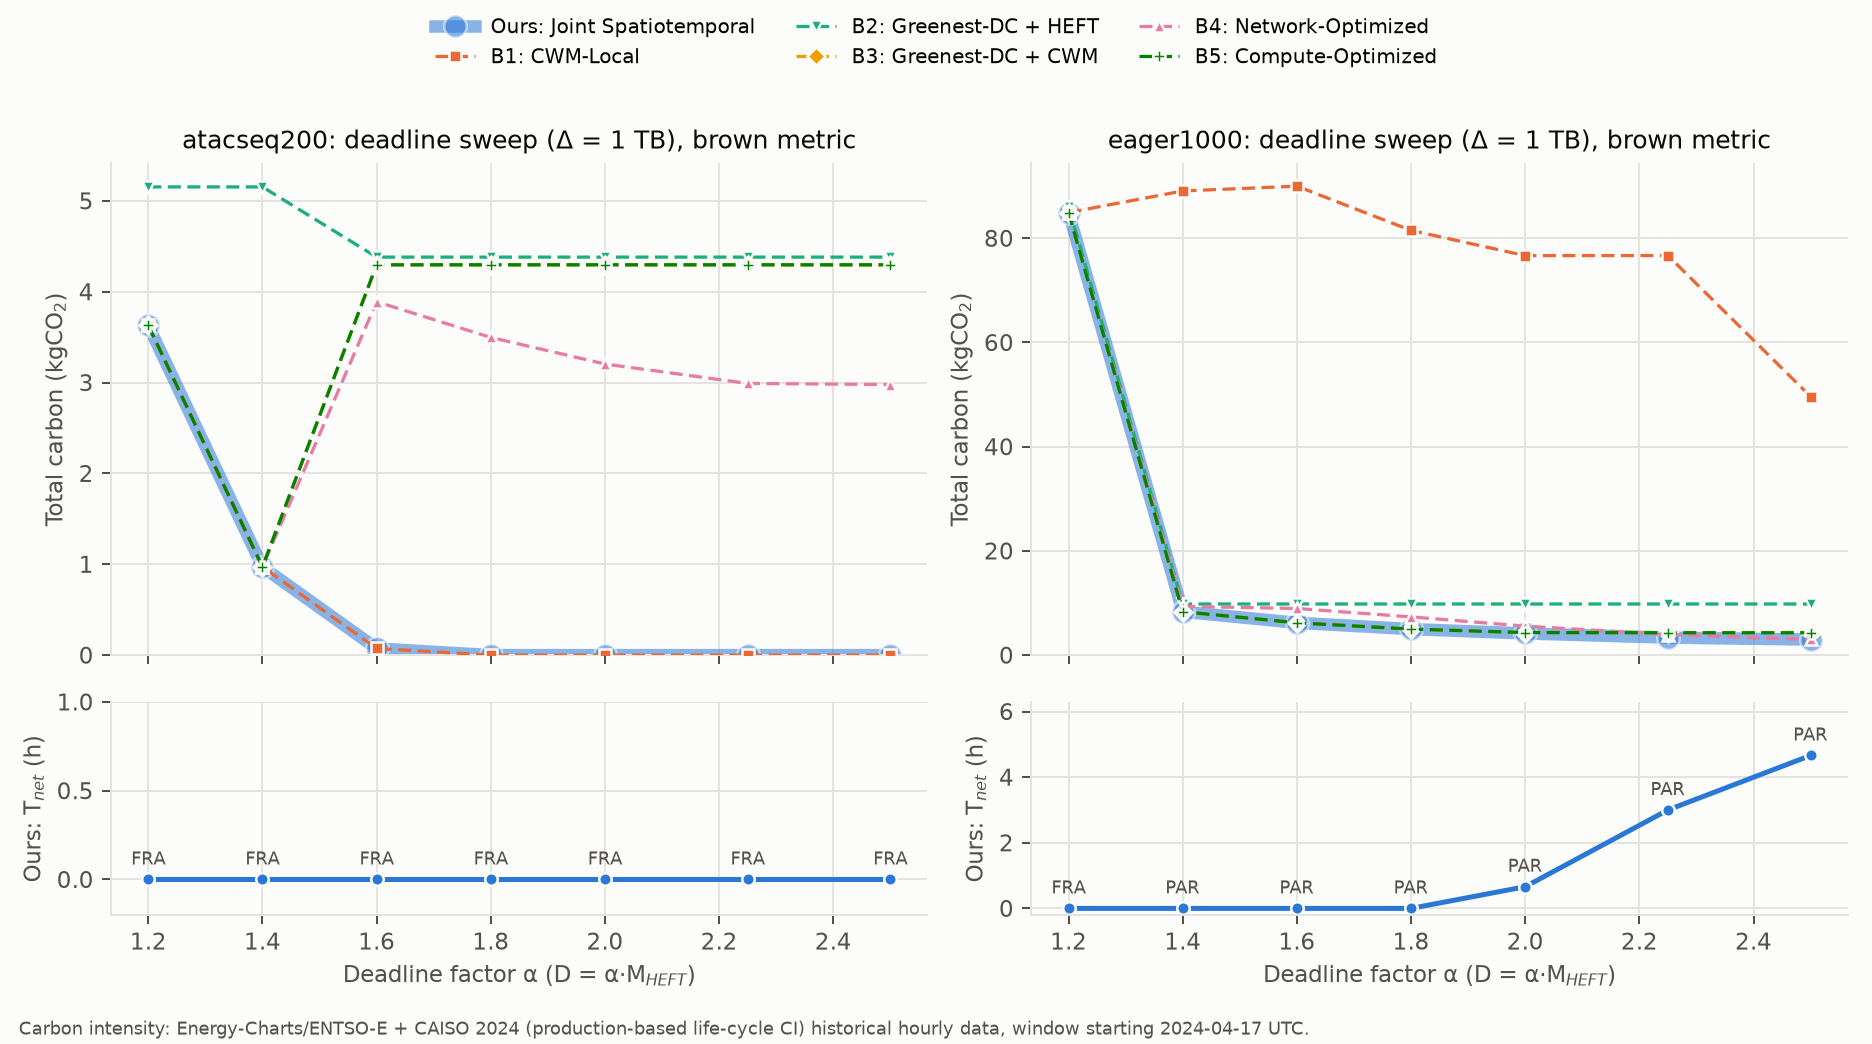 Ours: Joint Spatiotemporal
B1: CWM-Local
B2: Greenest-DC + HEFT
B3: Greenest-DC + CWM
B4: Network-Optimized
B5: Compute-Optimized
atacseq200: deadline sweep (Δ = 1 TB), brown metric
Total carbon (kgCO₂)
5
4
3
2
1
0
Ours: Tnet (h)
1.0
0.5
0.0
FRA FRA FRA FRA FRA FRA FRA
1.2 1.4 1.6 1.8 2.0 2.2 2.4
Deadline factor α (D = α·MHEFT)
eager1000: deadline sweep (Δ = 1 TB), brown metric
Total carbon (kgCO₂)
80
60
40
20
0
Ours: Tnet (h)
6
4
2
0
FRA PAR PAR PAR PAR PAR PAR
1.2 1.4 1.6 1.8 2.0 2.2 2.4
Deadline factor α (D = α·MHEFT)
Carbon intensity: Energy-Charts/ENTSO-E + CAISO 2024 (production-based life-cycle CI) historical hourly data, window starting 2024-04-17 UTC.